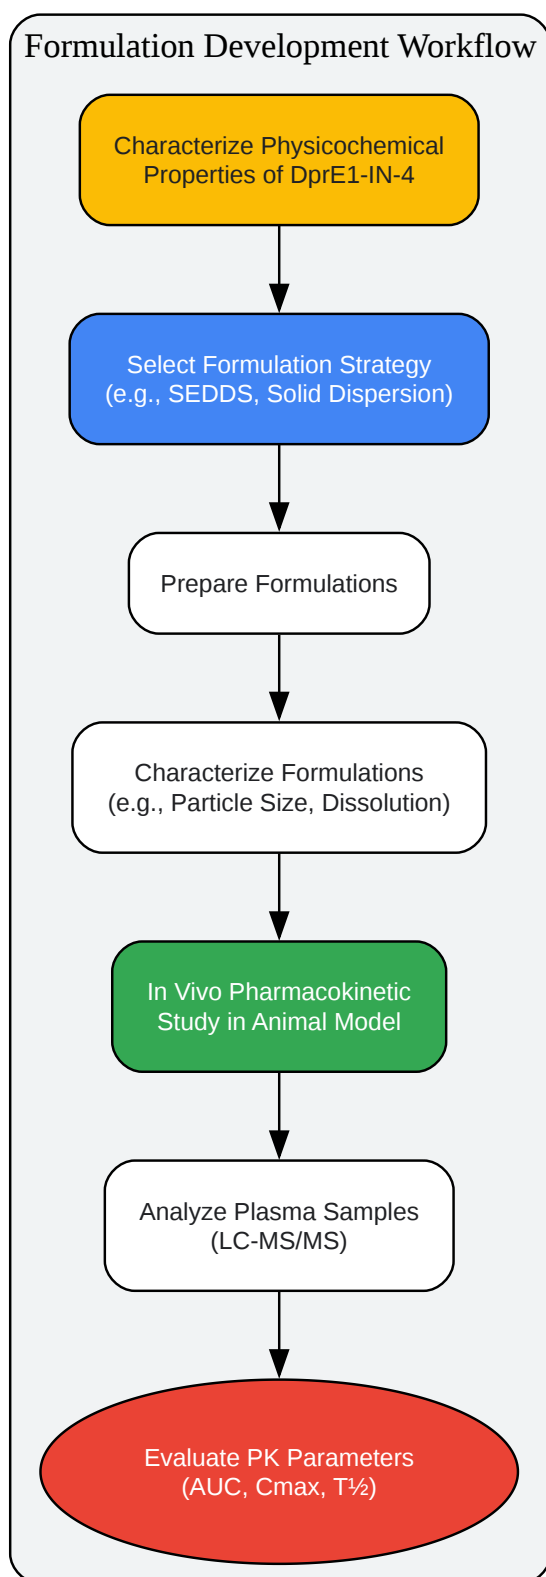 Formulation Development Workflow
Characterize Physicochemical
Properties of DprE1-IN-4
Select Formulation Strategy
(e.g., SEDDS, Solid Dispersion)
Prepare Formulations
Characterize Formulations
(e.g., Particle Size, Dissolution)
In Vivo Pharmacokinetic
Study in Animal Model
Analyze Plasma Samples
(LC-MS/MS)
Evaluate PK Parameters
(AUC, Cmax, T½)